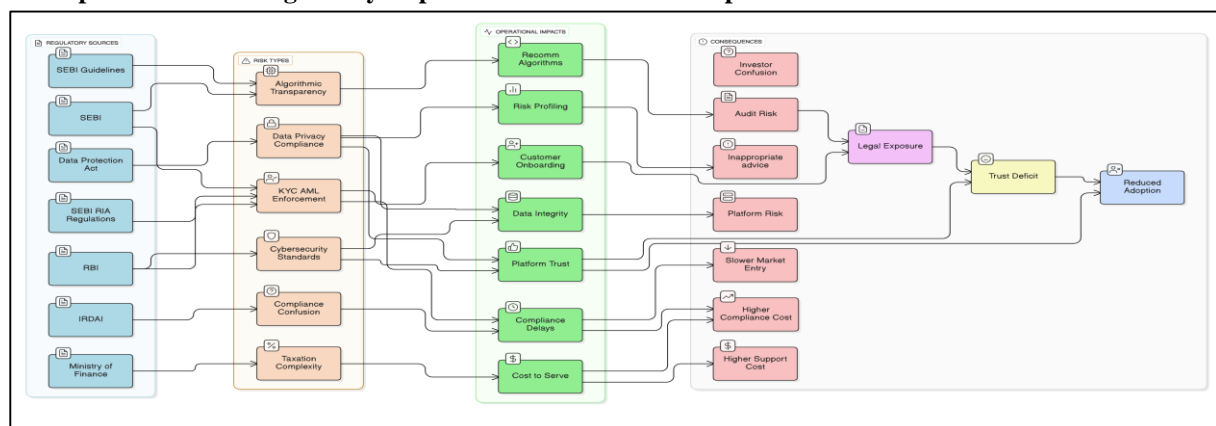 REGULATORY SOURCES
SEBI Guidelines
SEBI
Data Protection
Act
SEBI RIA
Regulations
RBI
IRDAI
Ministry of
Finance
RISK TYPES
Algorithmic
Transparency
Data Privacy
Compliance
KYC AML
Enforcement
Cybersecurity
Standards
Compliance
Confusion
Taxation
Complexity
OPERATIONAL IMPACTS
Recomm
Algorithms
Risk Profiling
Customer
Onboarding
Data Integrity
Platform Trust
Compliance
Delays
Cost to Serve
CONSEQUENCES
Investor
Confusion
Audit Risk
Inappropriate
advice
Platform Risk
Slower Market
Entry
Higher
Compliance Cost
Higher Support
Cost
Legal Exposure
Trust Deficit
Reduced
Adoption